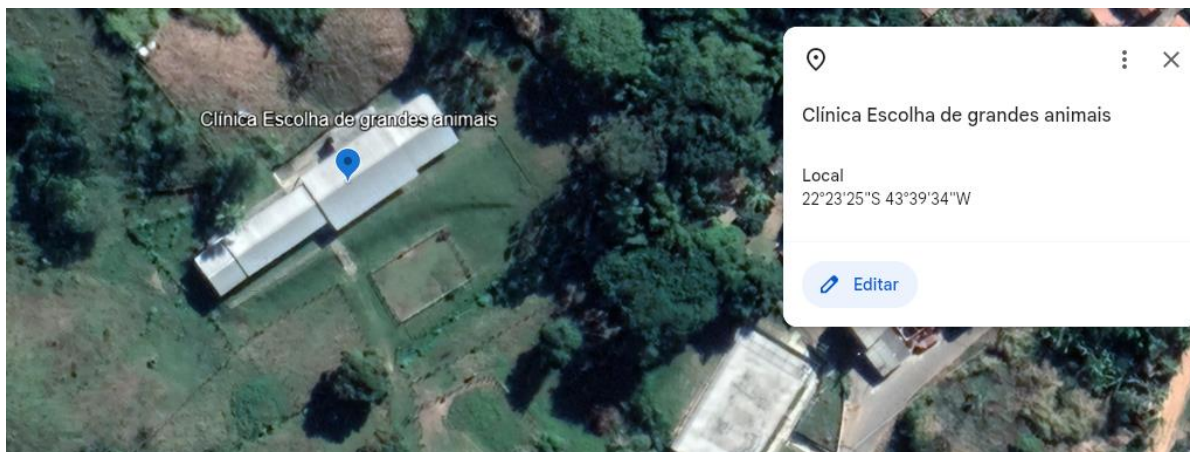 Clínica Escolha de grandes animais
Clínica Escolha de grandes animais
Local
22°23'25"S 43°39'34"W
Editar